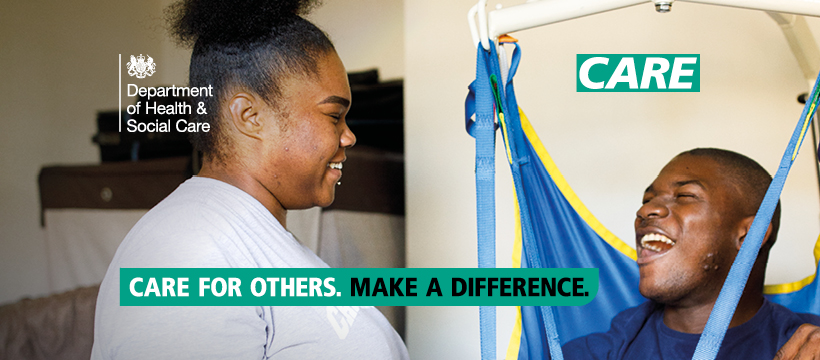 Department
of Health &
Social Care
CARE
CARE FOR OTHERS. MAKE A DIFFERENCE.